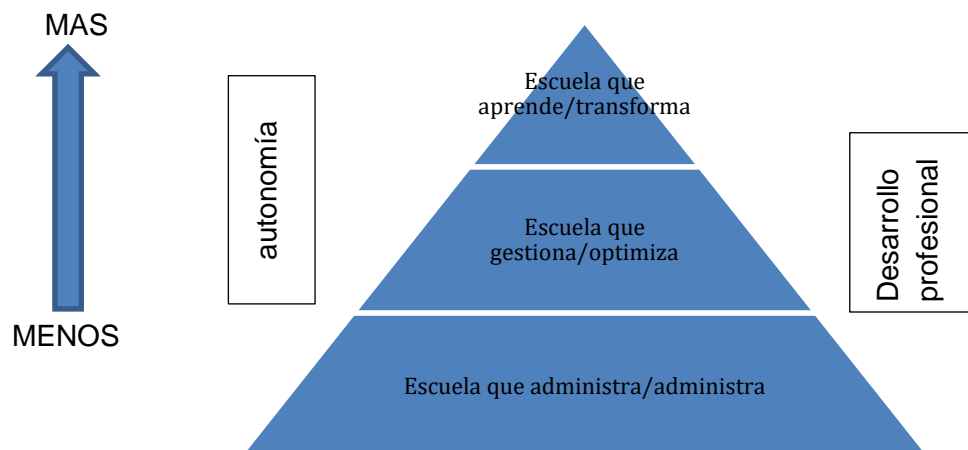 MAS
Escuela que
aprende/transforma
autonomía
Escuela que
gestiona/optimiza
Desarrollo
profesional
MENOS
Escuela que administra/administra